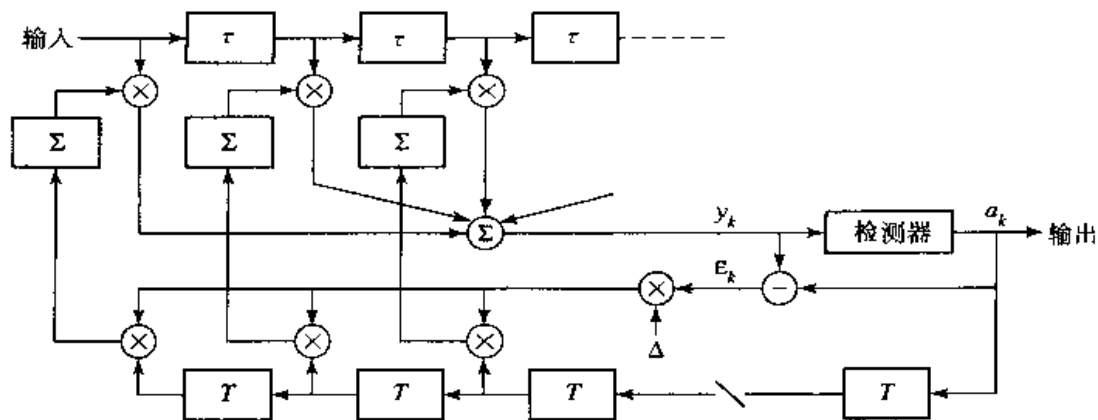 输入 τ τ τ
× × ×
Σ Σ Σ
Σ y_k 检测器 a_k 输出
× ϵ_k −
× × × Δ
T T T T